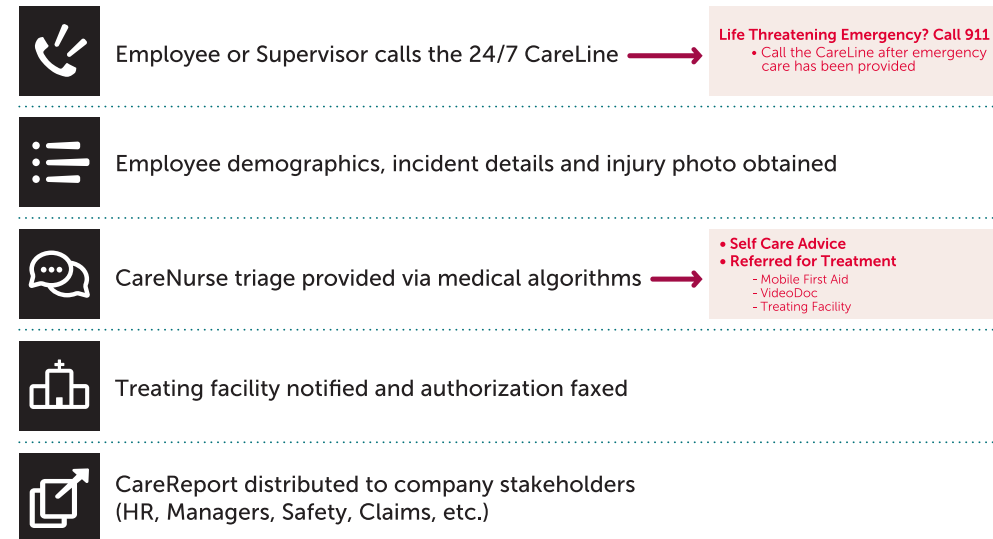 Employee or Supervisor calls the 24/7 CareLine
Life Threatening Emergency? Call 911
• Call the CareLine after emergency
care has been provided
Employee demographics, incident details and injury photo obtained
CareNurse triage provided via medical algorithms
• Self Care Advice
• Referred for Treatment
- Mobile First Aid
- VideoDoc
- Treating Facility
Treating facility notified and authorization faxed
CareReport distributed to company stakeholders
(HR, Managers, Safety, Claims, etc.)